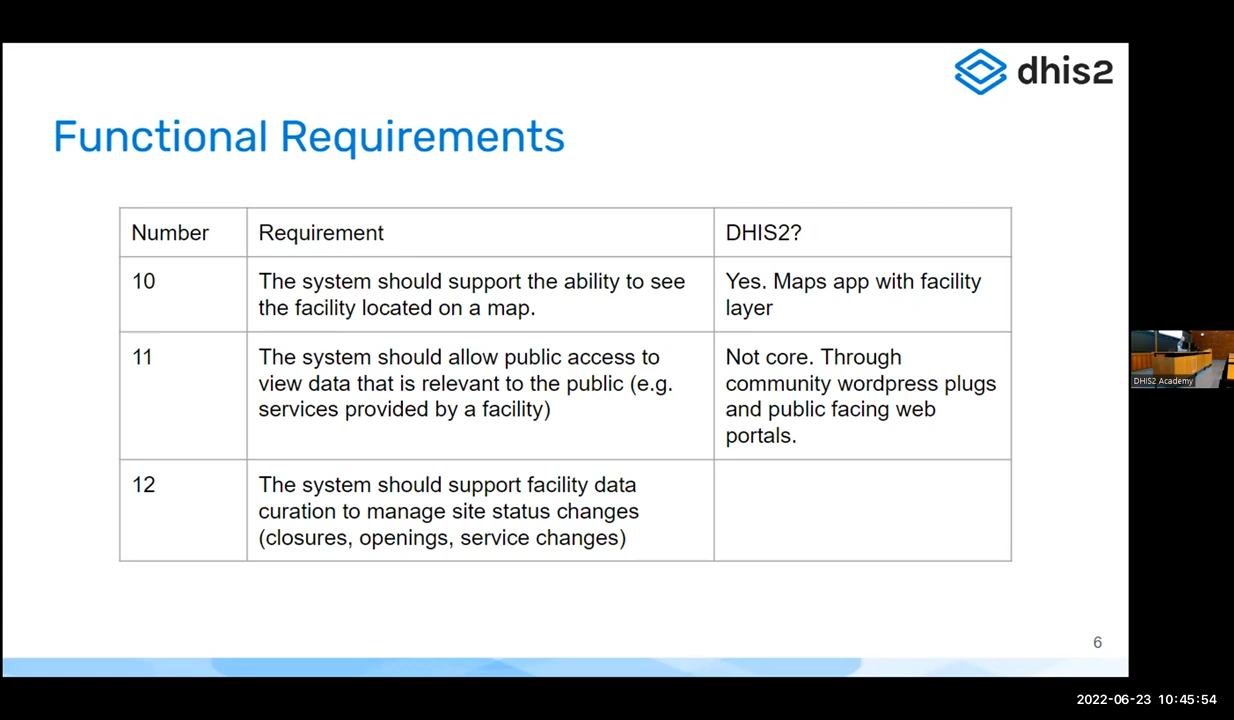 dhis2
Functional Requirements
Number
Requirement
DHIS2?
10
The system should support the ability to see
the facility located on a map.
Yes. Maps app with facility
layer
11
The system should allow public access to
view data that is relevant to the public (e.g.
services provided by a facility)
Not core. Through
community wordpress plugs
and public facing web
portals.
12
The system should support facility data
curation to manage site status changes
(closures, openings, service changes)
6
DHIS2 Academy
2022-06-23 10:45:54